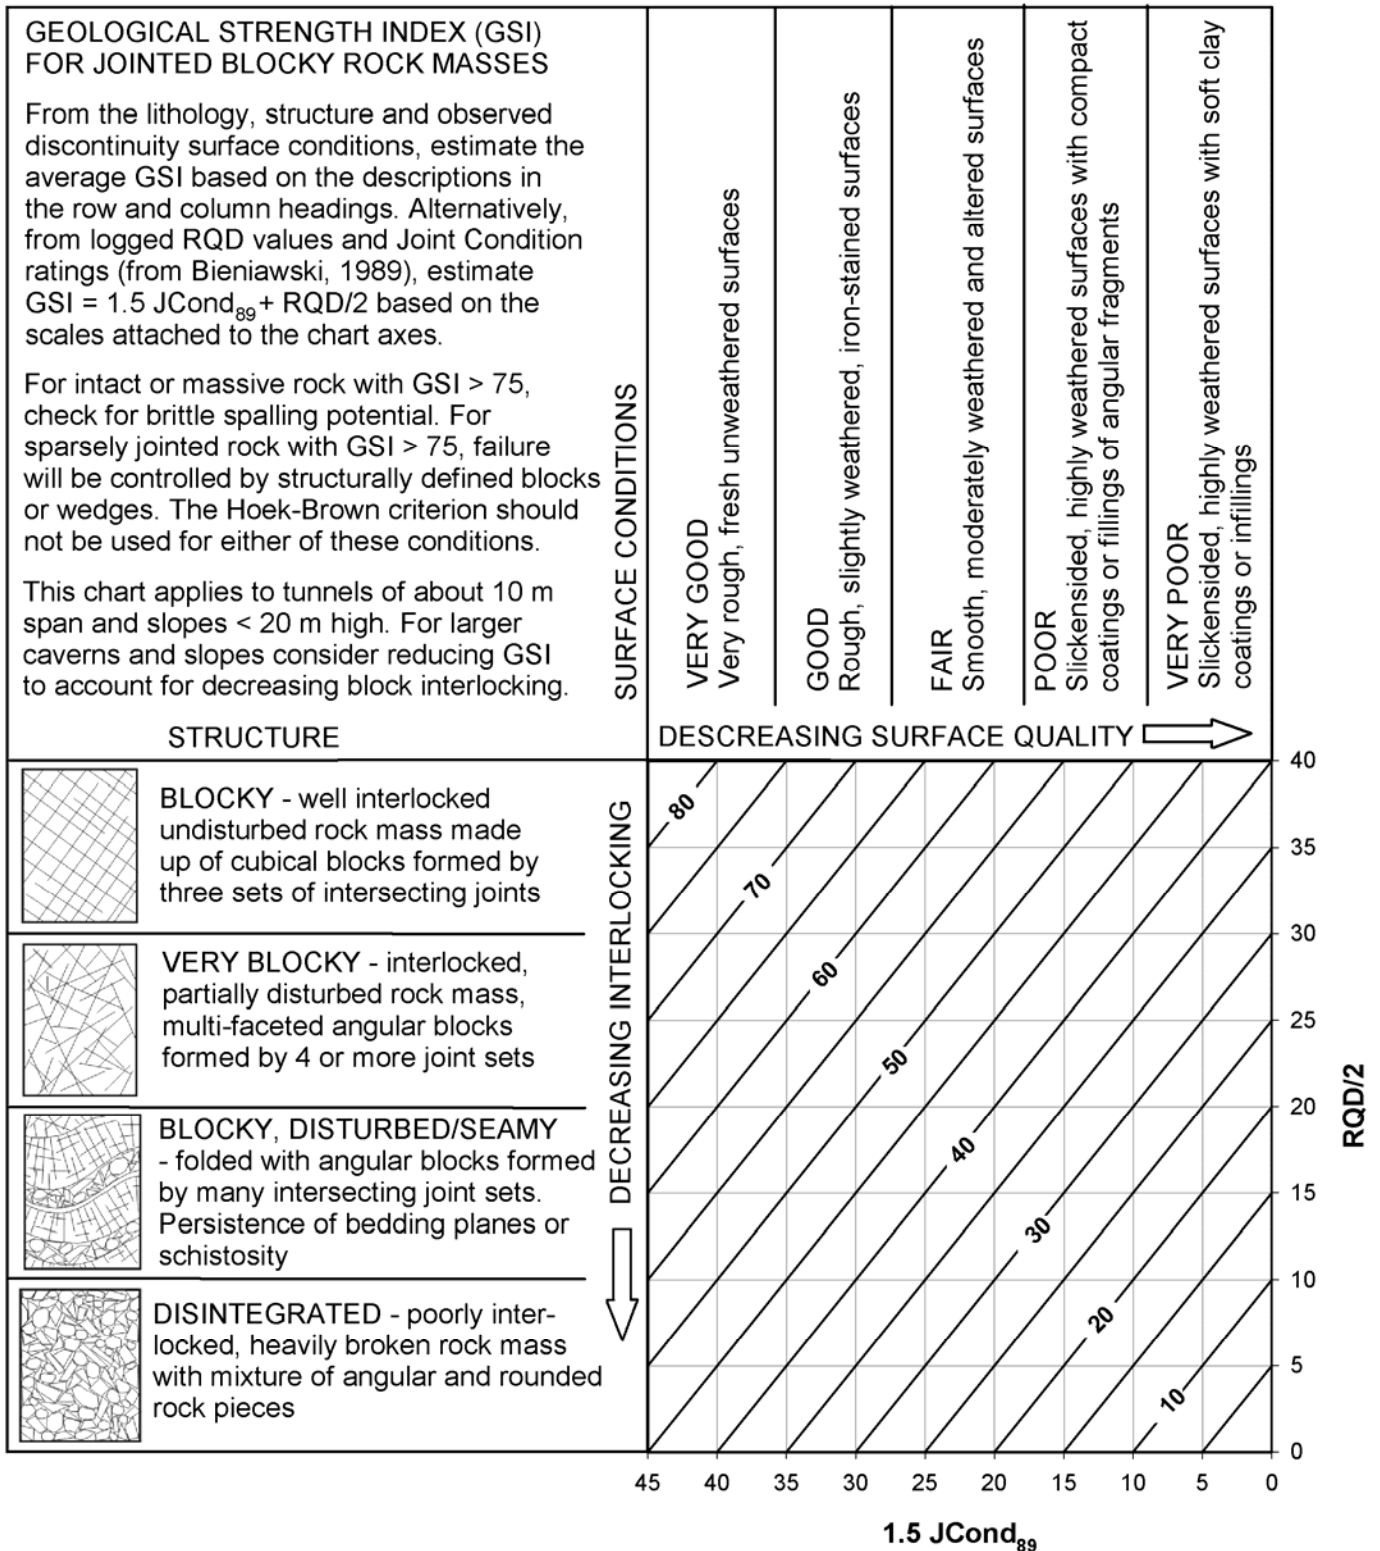 GEOLOGICAL STRENGTH INDEX (GSI)
FOR JOINTED BLOCKY ROCK MASSES
From the lithology, structure and observed
discontinuity surface conditions, estimate the
average GSI based on the descriptions in
the row and column headings. Alternatively,
from logged RQD values and Joint Condition
ratings (from Bieniawski, 1989), estimate
GSI = 1.5 JCond89 + RQD/2 based on the
scales attached to the chart axes.
For intact or massive rock with GSI > 75,
check for brittle spalling potential. For
sparsely jointed rock with GSI > 75, failure
will be controlled by structurally defined blocks
or wedges. The Hoek-Brown criterion should
not be used for either of these conditions.
This chart applies to tunnels of about 10 m
span and slopes < 20 m high. For larger
caverns and slopes consider reducing GSI
to account for decreasing block interlocking.
SURFACE CONDITIONS
VERY GOOD
Very rough, fresh unweathered surfaces
GOOD
Rough, slightly weathered, iron-stained surfaces
FAIR
Smooth, moderately weathered and altered surfaces
POOR
Slickensided, highly weathered surfaces with compact
coatings or fillings of angular fragments
VERY POOR
Slickensided, highly weathered surfaces with soft clay
coatings or infillings
STRUCTURE
DESCREASING SURFACE QUALITY
BLOCKY - well interlocked
undisturbed rock mass made
up of cubical blocks formed by
three sets of intersecting joints
VERY BLOCKY - interlocked,
partially disturbed rock mass,
multi-faceted angular blocks
formed by 4 or more joint sets
BLOCKY, DISTURBED/SEAMY
- folded with angular blocks formed
by many intersecting joint sets.
Persistence of bedding planes or
schistosity
DISINTEGRATED - poorly inter-
locked, heavily broken rock mass
with mixture of angular and rounded
rock pieces
DECREASING INTERLOCKING
80
70
60
50
40
30
20
10
40
35
30
25
20
15
10
5
0
RQD/2
45 40 35 30 25 20 15 10 5 0
1.5 JCond89